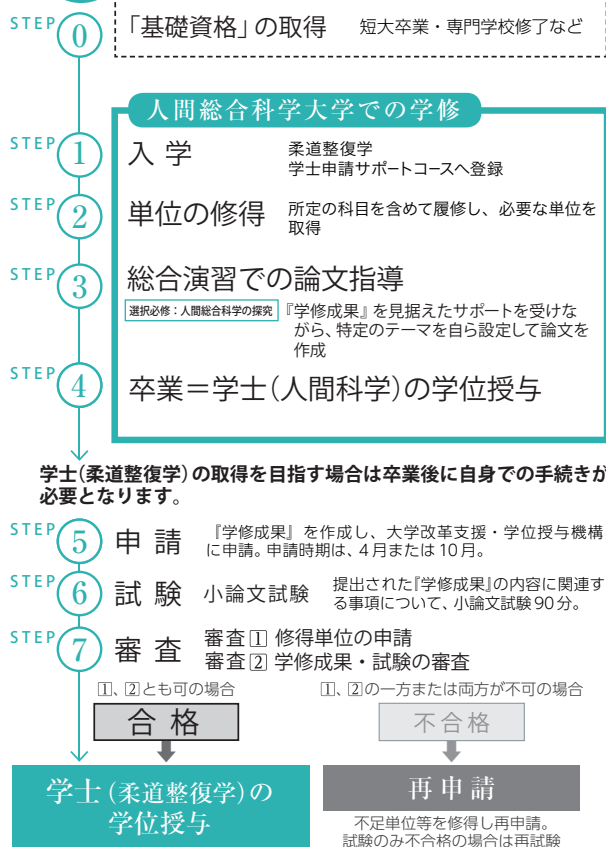 STEP 0 「基礎資格」の取得 短大卒業・専門学校修了など
人間総合科学大学での学修
STEP 1 入学 柔道整復学
学士申請サポートコースへ登録
STEP 2 単位の修得 所定の科目を含めて履修し、必要な単位を
取得
STEP 3 総合演習での論文指導
選択必修：人間総合科学の探究 『学修成果』を見据えたサポートを受けな
がら、特定のテーマを自ら設定して論文を
作成
STEP 4 卒業＝学士（人間科学）の学位授与
学士（柔道整復学）の取得を目指す場合は卒業後に自身での手続きが
必要となります。
STEP 5 申請 『学修成果』を作成し、大学改革支援・学位授与機構
に申請。申請時期は、4月または10月。
STEP 6 試験 小論文試験 提出された『学修成果』の内容に関連す
る事項について、小論文試験90分。
STEP 7 審査 審査1 修得単位の申請
審査2 学修成果・試験の審査
1、2とも可の場合
1、2の一方または両方が不可の場合
合格
不合格
学士（柔道整復学）の
学位授与
再申請
不足単位等を修得し再申請。
試験のみ不合格の場合は再試験